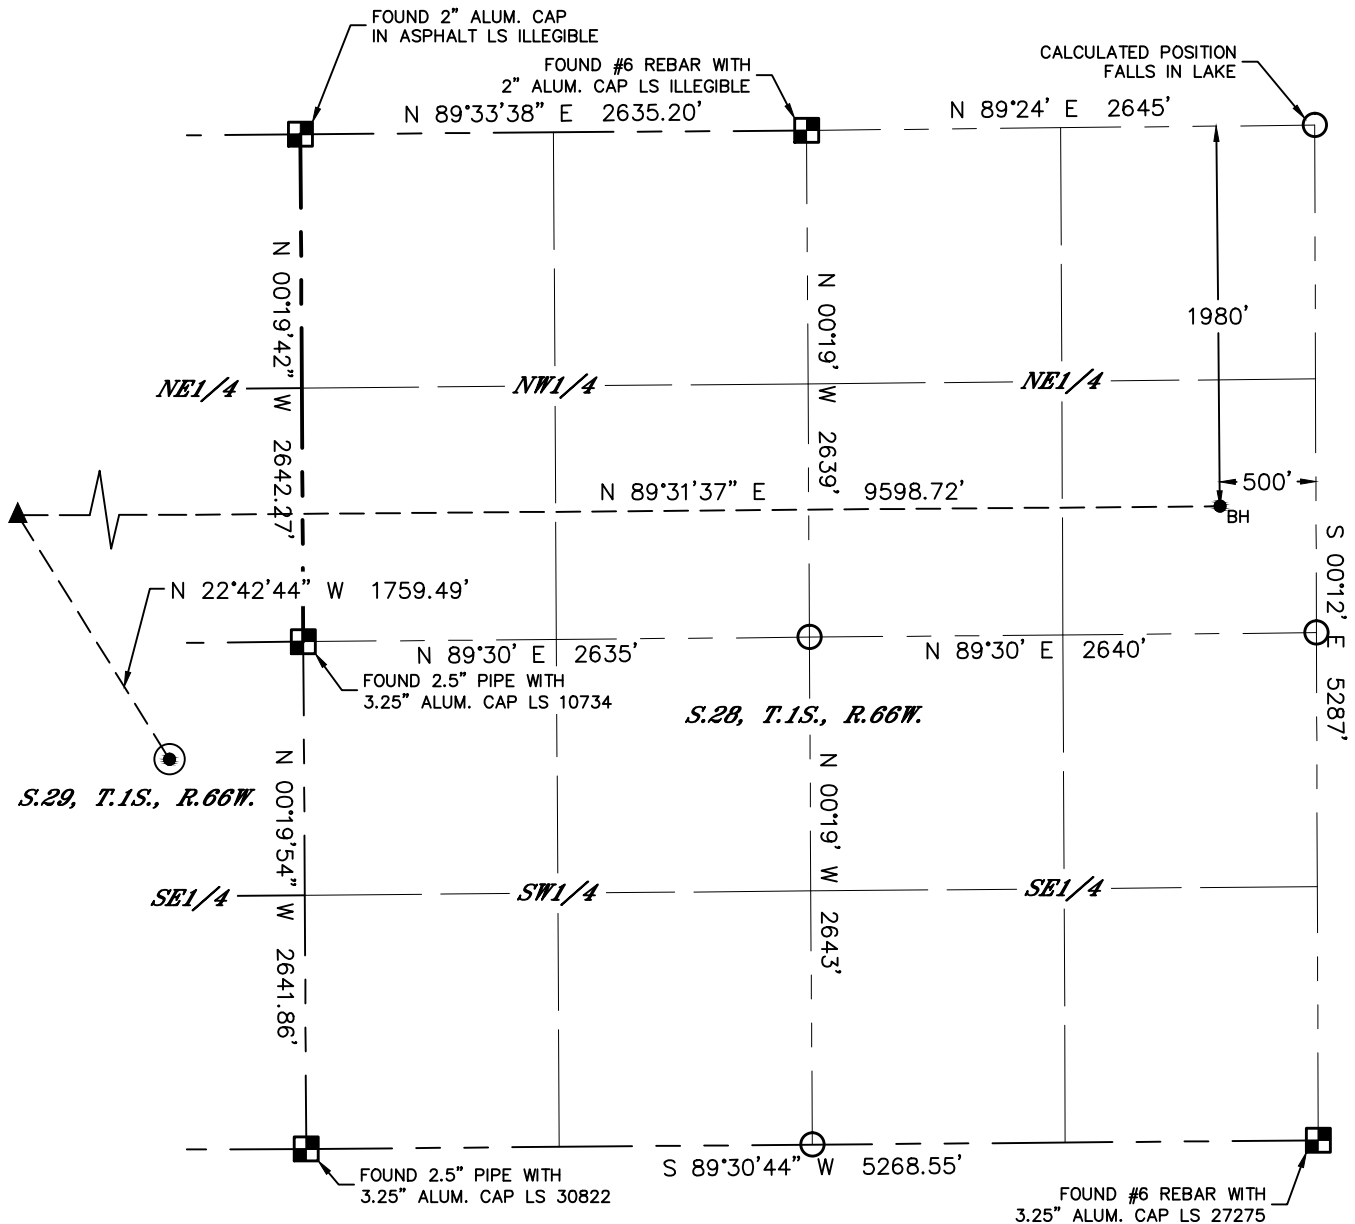 FOUND 2" ALUM. CAP
IN ASPHALT LS ILLEGIBLE
FOUND #6 REBAR WITH
2" ALUM. CAP LS ILLEGIBLE
CALCULATED POSITION
FALLS IN LAKE
N 89°33'38" E 2635.20'
N 89°24' E 2645'
N 00°19'42" W 2642.27'
N 00°19' W 2639'
1980'
NE1/4
NW1/4
NE1/4
N 89°31'37" E 9598.72'
500'
BH
S 00°12' E 5287'
N 22°42'44" W 1759.49'
N 89°30' E 2635'
N 89°30' E 2640'
FOUND 2.5" PIPE WITH
3.25" ALUM. CAP LS 10734
S.28, T.1S., R.66W.
S.29, T.1S., R.66W.
N 00°19'54" W 2641.86'
N 00°19' W 2643'
SE1/4
SW1/4
SE1/4
S 89°30'44" W 5268.55'
FOUND 2.5" PIPE WITH
3.25" ALUM. CAP LS 30822
FOUND #6 REBAR WITH
3.25" ALUM. CAP LS 27275